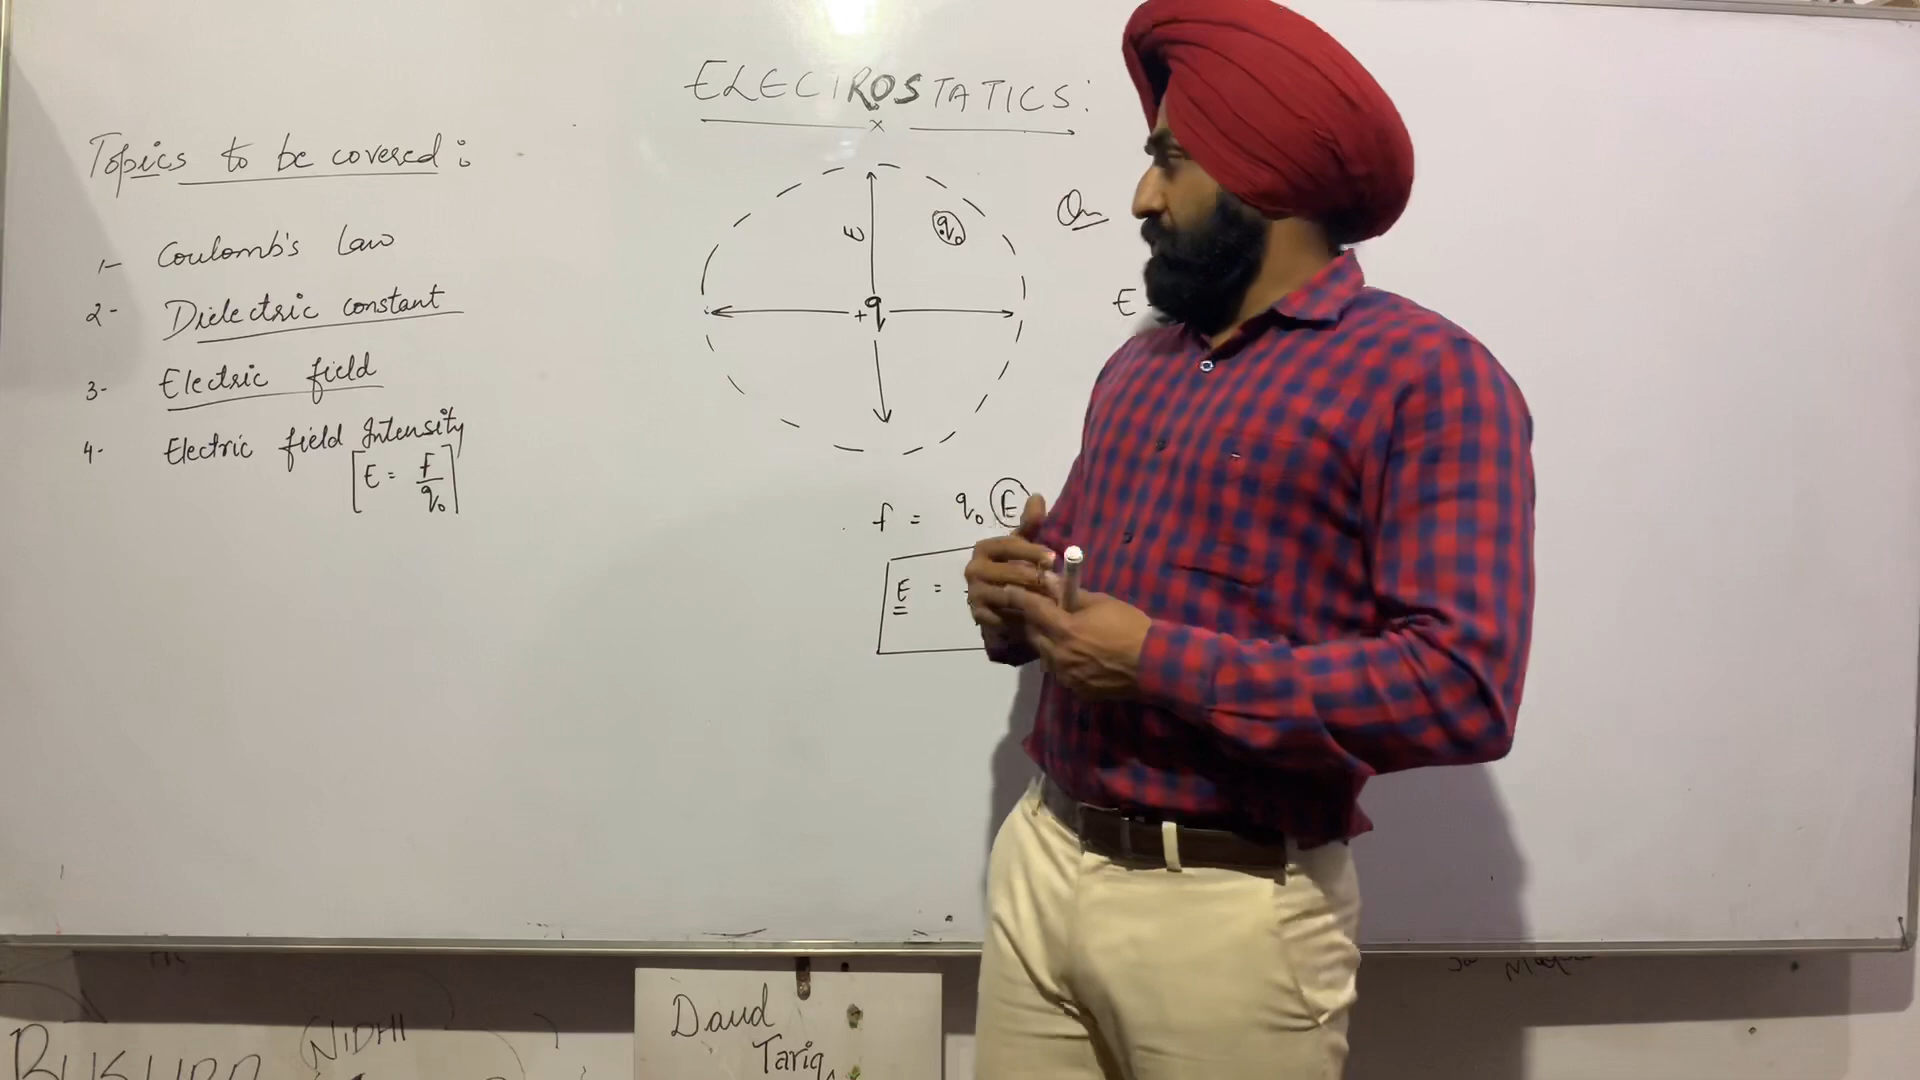 ELECTROSTATICS:
x
Topics to be covered :
1- Coulomb's Law
2- Dielectric constant
3- Electric field
4- Electric field Intensity
[E = f/q₀]
E
q₀
+q
Qn
E
f = q₀ E
E =
NIDHI
Daud
Tariq